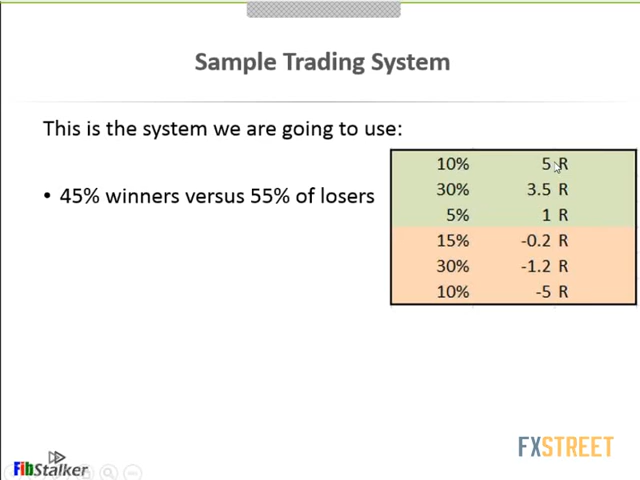 Sample Trading System
This is the system we are going to use:
• 45% winners versus 55% of losers
10% 5 R
30% 3.5 R
5% 1 R
15% -0.2 R
30% -1.2 R
10% -5 R
FXSTREET
FibStalker